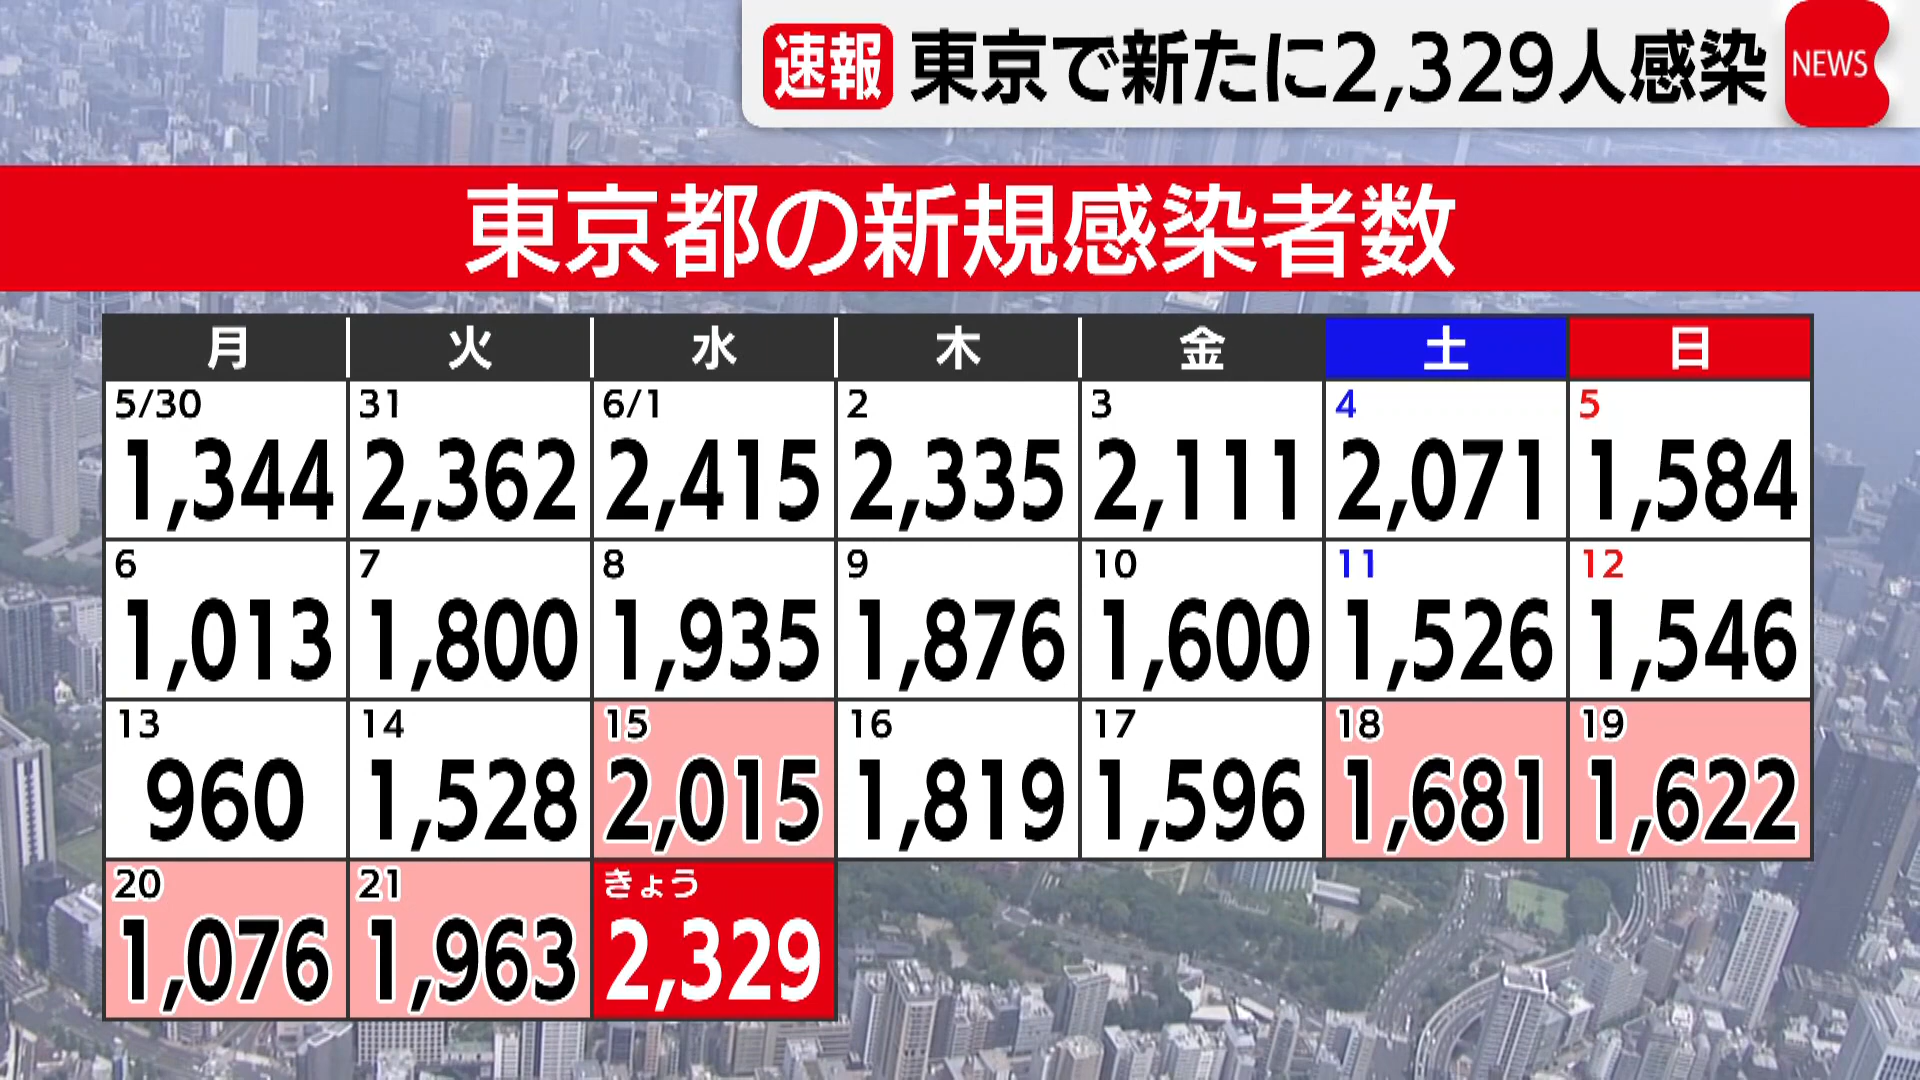 速報 東京で新たに2,329人感染 NEWS
東京都の新規感染者数
月 火 水 木 金 土 日
5/30 31 6/1 2 3 4 5
1,344 2,362 2,415 2,335 2,111 2,071 1,584
6 7 8 9 10 11 12
1,013 1,800 1,935 1,876 1,600 1,526 1,546
13 14 15 16 17 18 19
960 1,528 2,015 1,819 1,596 1,681 1,622
20 21 きょう
1,076 1,963 2,329